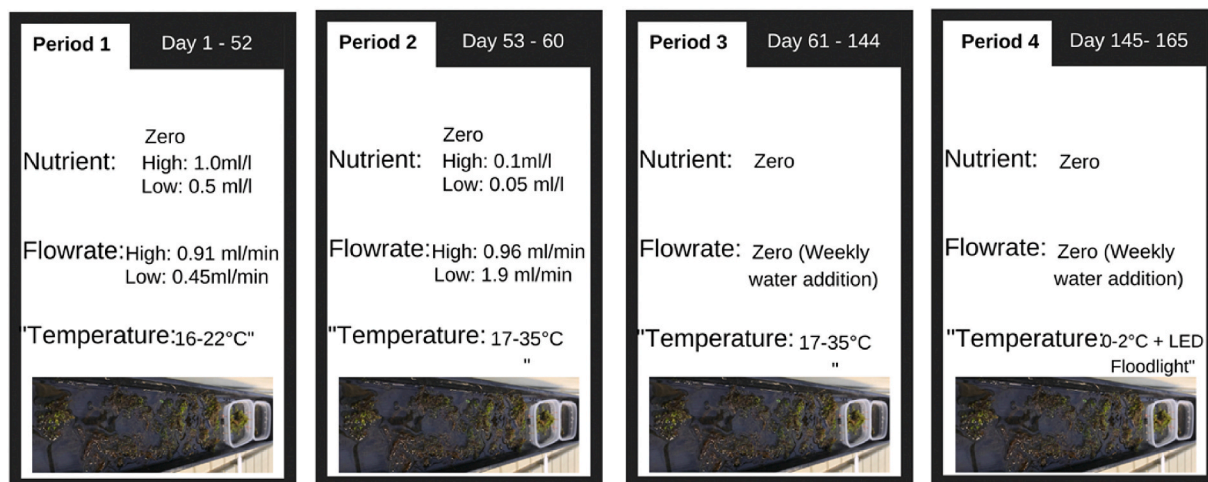 Period 1 Day 1 - 52
Nutrient: Zero
High: 1.0ml/l
Low: 0.5 ml/l
Flowrate: High: 0.91 ml/min
Low: 0.45ml/min
"Temperature: 16-22°C"
Period 2 Day 53 - 60
Nutrient: Zero
High: 0.1ml/l
Low: 0.05 ml/l
Flowrate: High: 0.96 ml/min
Low: 1.9 ml/min
"Temperature: 17-35°C
"
Period 3 Day 61 - 144
Nutrient: Zero
Flowrate: Zero (Weekly
water addition)
"Temperature: 17-35°C
"
Period 4 Day 145- 165
Nutrient: Zero
Flowrate: Zero (Weekly
water addition)
"Temperature: 0-2°C + LED
Floodlight"